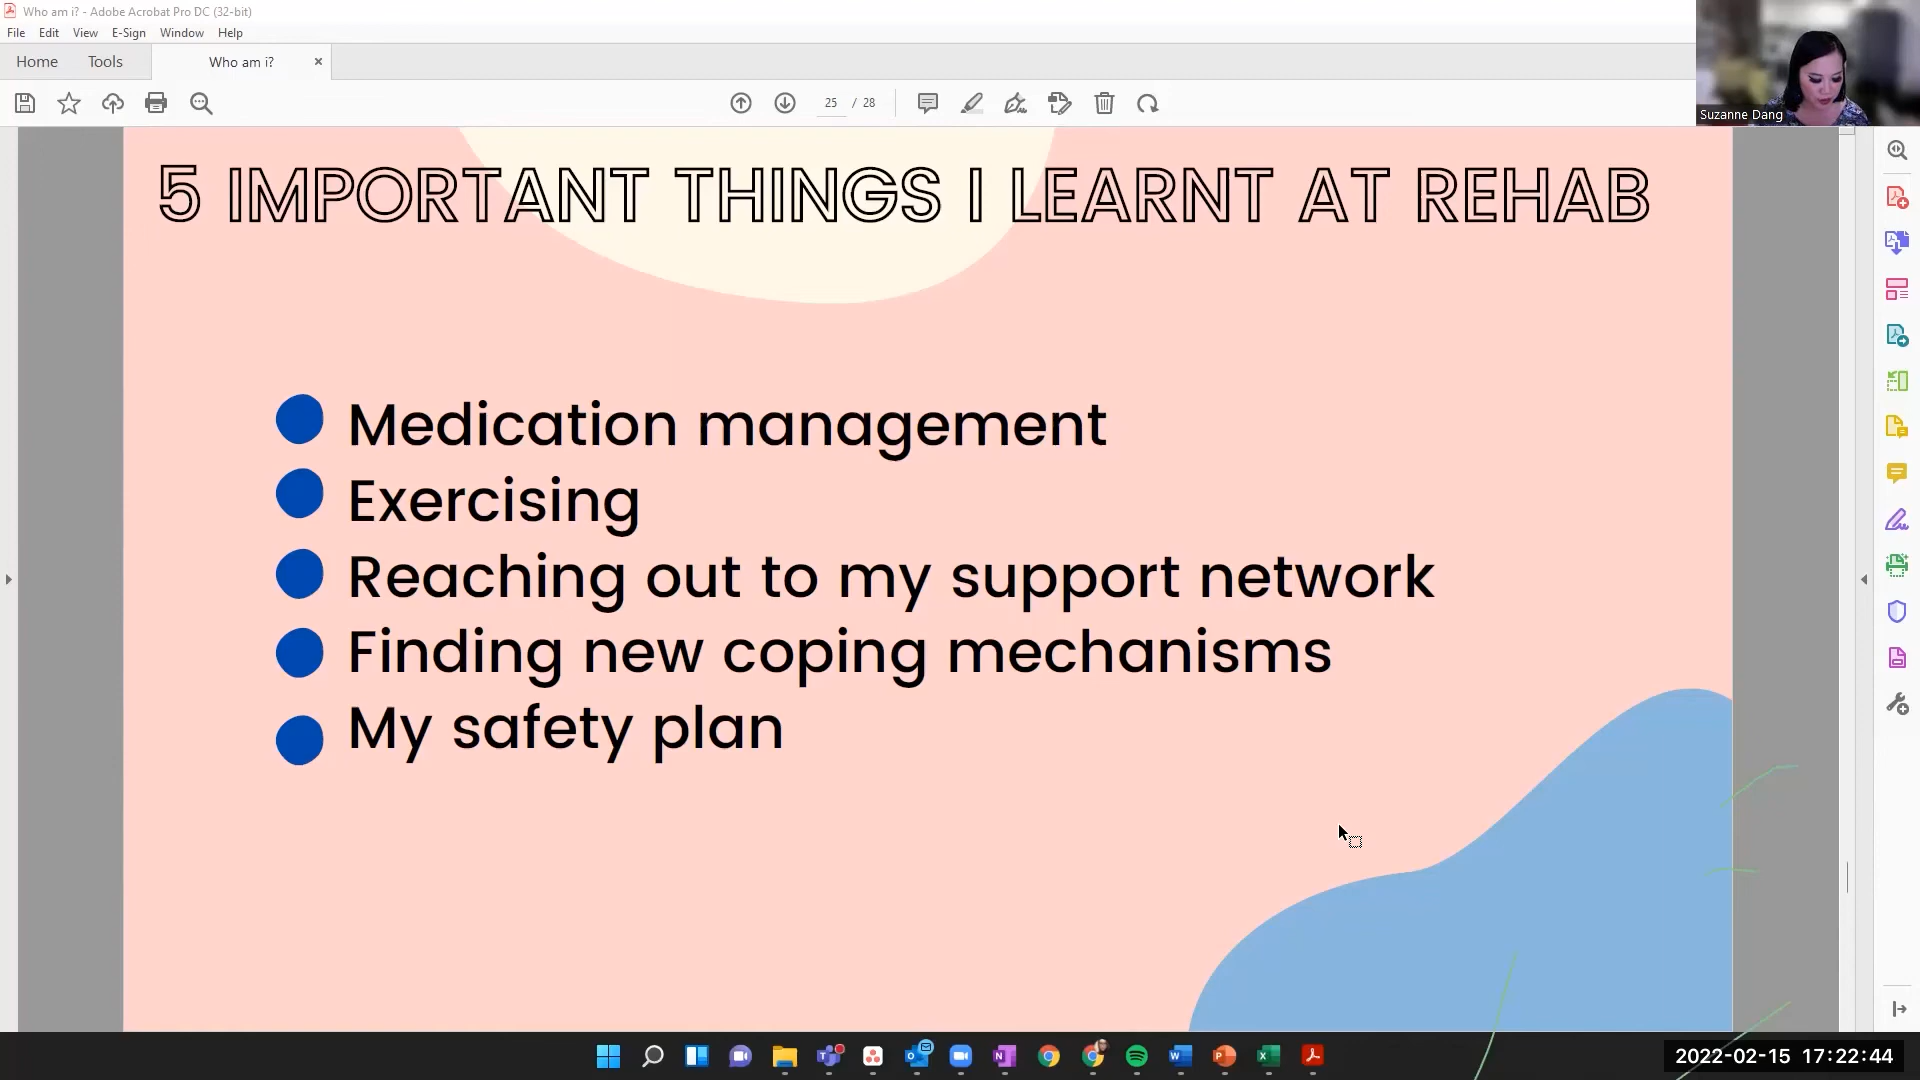 Who am i? - Adobe Acrobat Pro DC (32-bit)
File Edit View E-Sign Window Help
Home Tools Who am i?
25 / 28
Suzanne Dang
5 IMPORTANT THINGS I LEARNT AT REHAB
Medication management
Exercising
Reaching out to my support network
Finding new coping mechanisms
My safety plan
2022-02-15 17:22:44